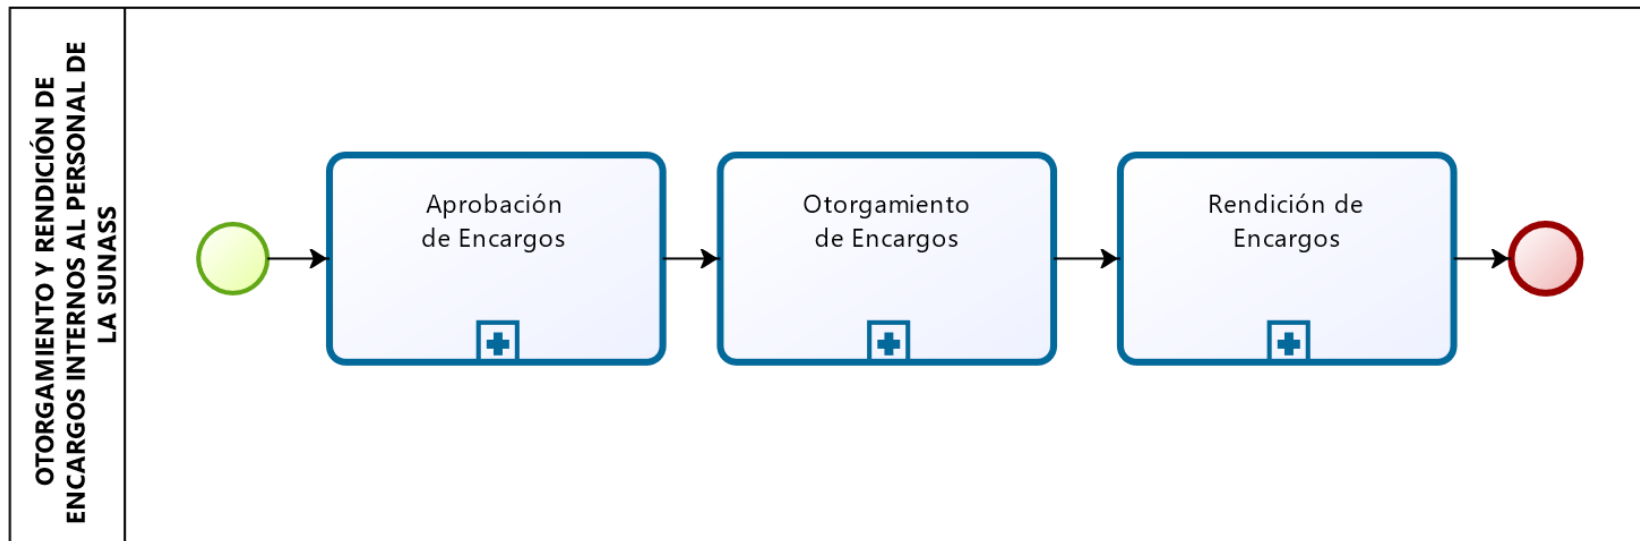 OTORGAMIENTO Y RENDICIÓN DE
ENCARGOS INTERNOS AL PERSONAL DE
LA SUNASS
Aprobación
de Encargos
Otorgamiento
de Encargos
Rendición de
Encargos